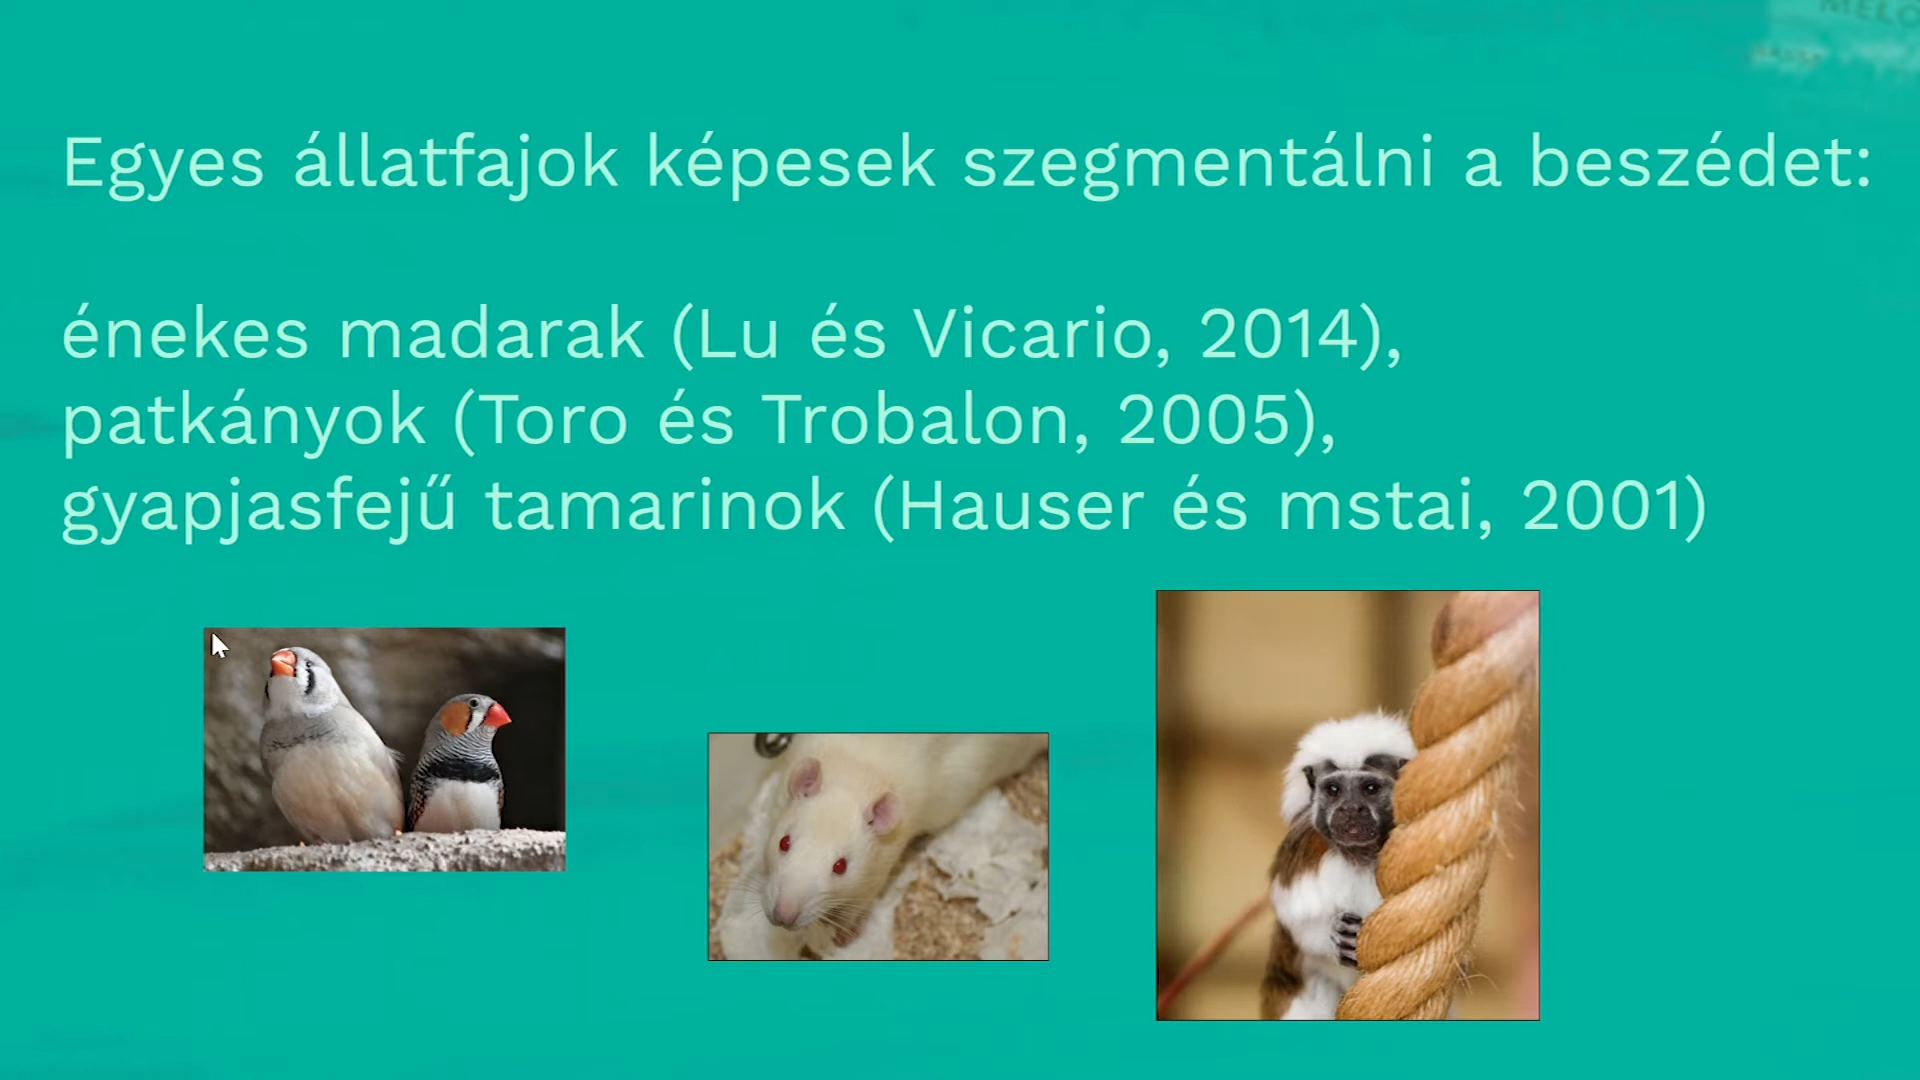 Egyes állatfajok képesek szegmentálni a beszédet:
énekes madarak (Lu és Vicario, 2014),
patkányok (Toro és Trobalon, 2005),
gyapjasfejű tamarinok (Hauser és mstai, 2001)